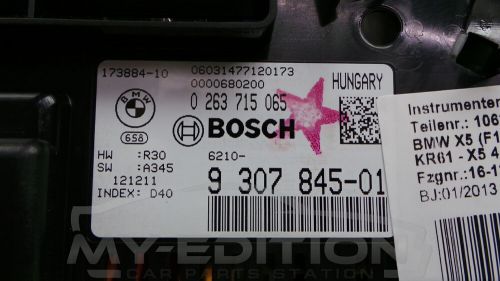 173884-10
06031477120173
0000680200
HUNGARY
0 263 715 065
BMW
BOSCH
658
HW :R30
SW :A345
121211
INDEX: D40
6210-
9 307 845-01
Instrumenten
Teilenr.: 106
BMW X5 (F1
KR61 - X5 4
Fzgnr.:16-1
BJ:01/2013
MY-EDITION
CAR PARTS STATION